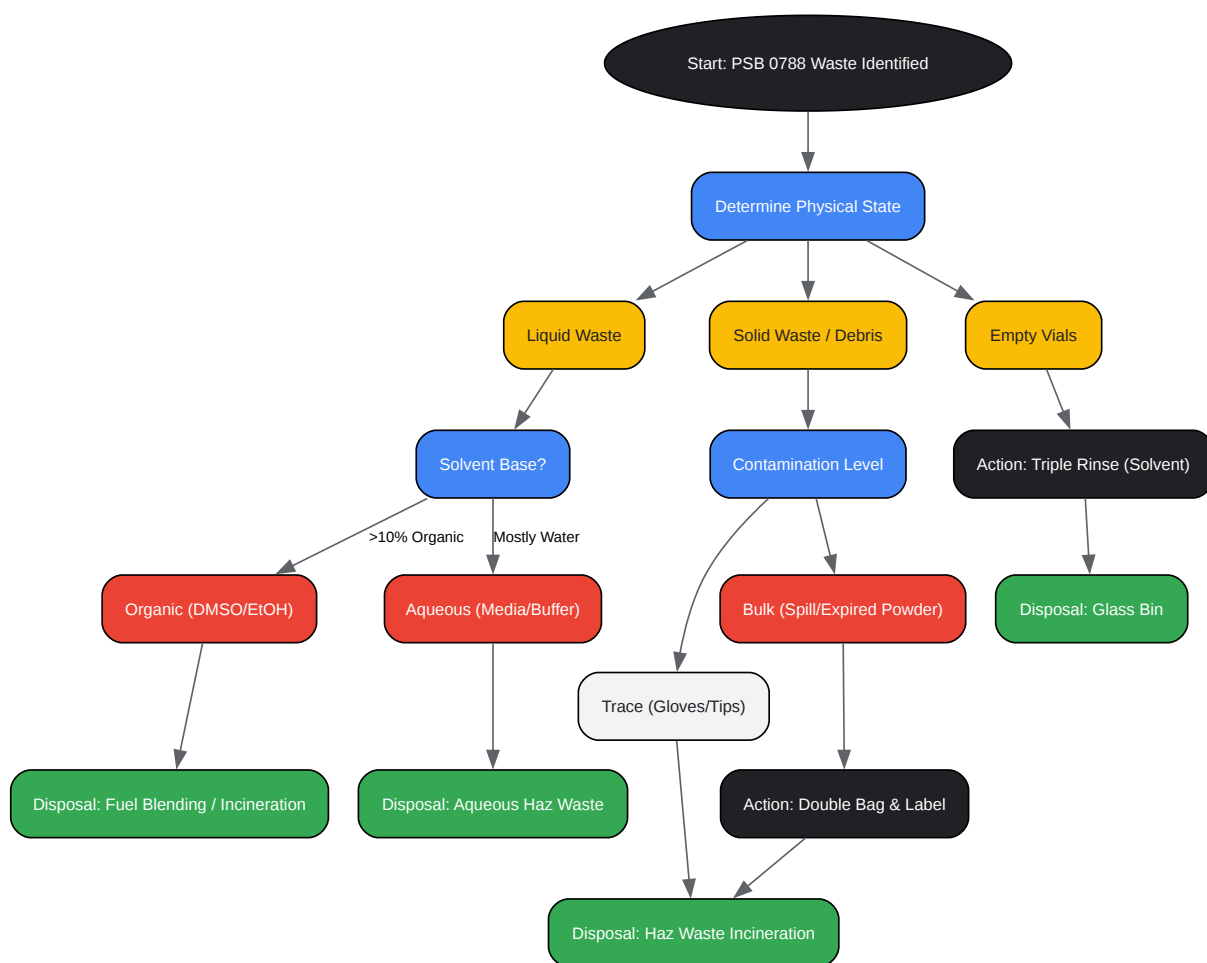 Start: PSB 0788 Waste Identified
Determine Physical State
Liquid Waste
Solid Waste / Debris
Empty Vials
Solvent Base?
Contamination Level
Action: Triple Rinse (Solvent)
>10% Organic
Mostly Water
Organic (DMSO/EtOH)
Aqueous (Media/Buffer)
Bulk (Spill/Expired Powder)
Disposal: Glass Bin
Trace (Gloves/Tips)
Disposal: Fuel Blending / Incineration
Disposal: Aqueous Haz Waste
Action: Double Bag & Label
Disposal: Haz Waste Incineration